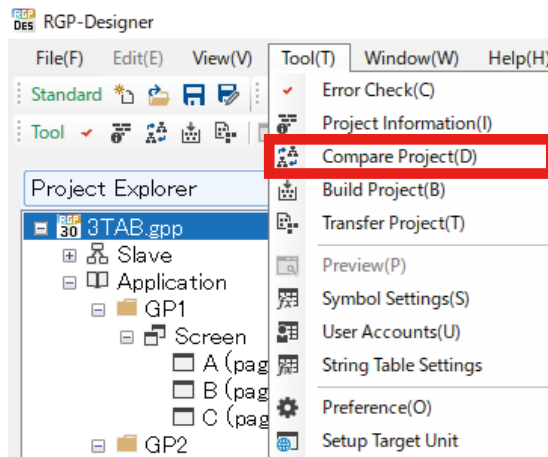 RGP
DES RGP-Designer
File(F) Edit(E) View(V) Tool(T) Window(W) Help(H)
Standard
Tool
Project Explorer
RGP
30 3TAB.gpp
Slave
Application
GP1
Screen
A (pag
B (pag
C (pag
GP2
Error Check(C)
Project Information(I)
Compare Project(D)
Build Project(B)
Transfer Project(T)
Preview(P)
Symbol Settings(S)
User Accounts(U)
String Table Settings
Preference(O)
Setup Target Unit